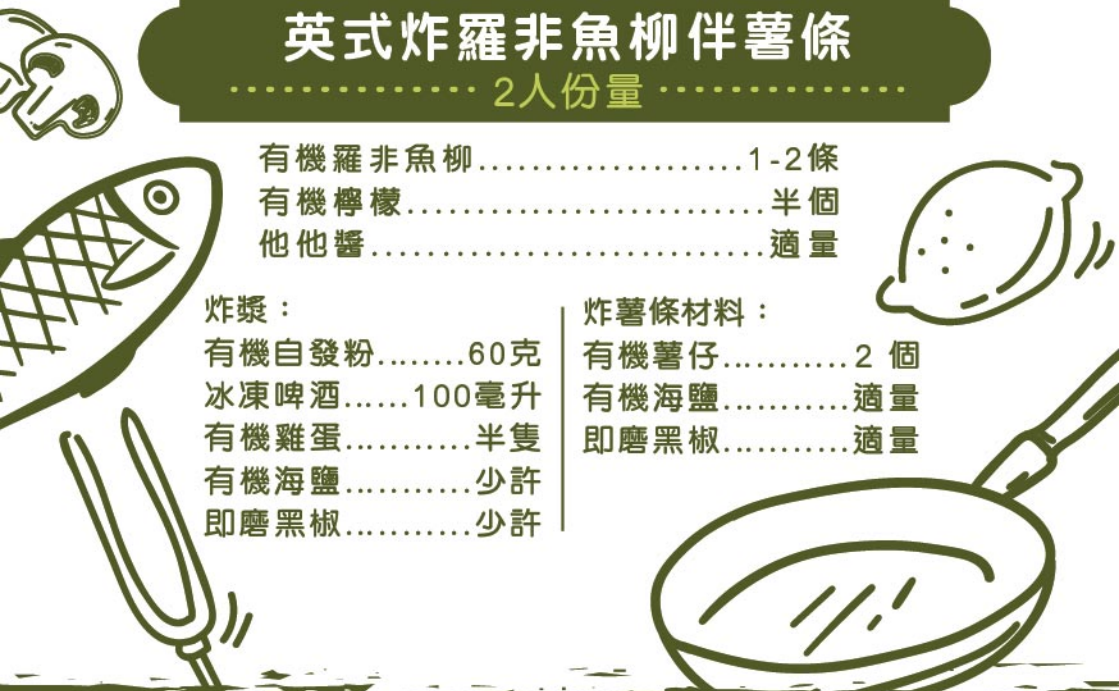 英式炸羅非魚柳伴薯條
2人份量
有機羅非魚柳...................1-2條
有機檸檬..........................半個
他他醬............................適量
炸漿：
有機自發粉........60克
冰凍啤酒......100毫升
有機雞蛋...........半隻
有機海鹽...........少許
即磨黑椒...........少許
炸薯條材料：
有機薯仔...........2 個
有機海鹽...........適量
即磨黑椒...........適量